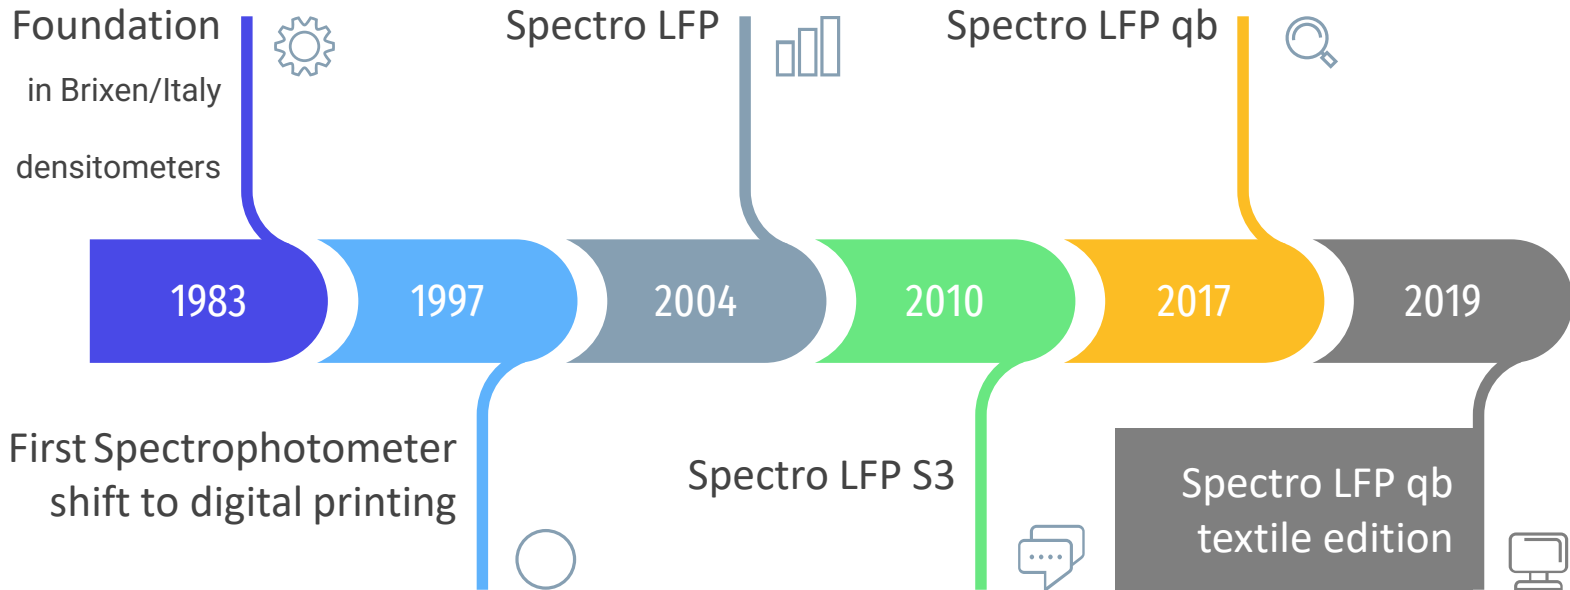 Foundation
in Brixen/Italy
densitometers
Spectro LFP
Spectro LFP qb
1983
1997
2004
2010
2017
2019
First Spectrophotometer
shift to digital printing
Spectro LFP S3
Spectro LFP qb
textile edition